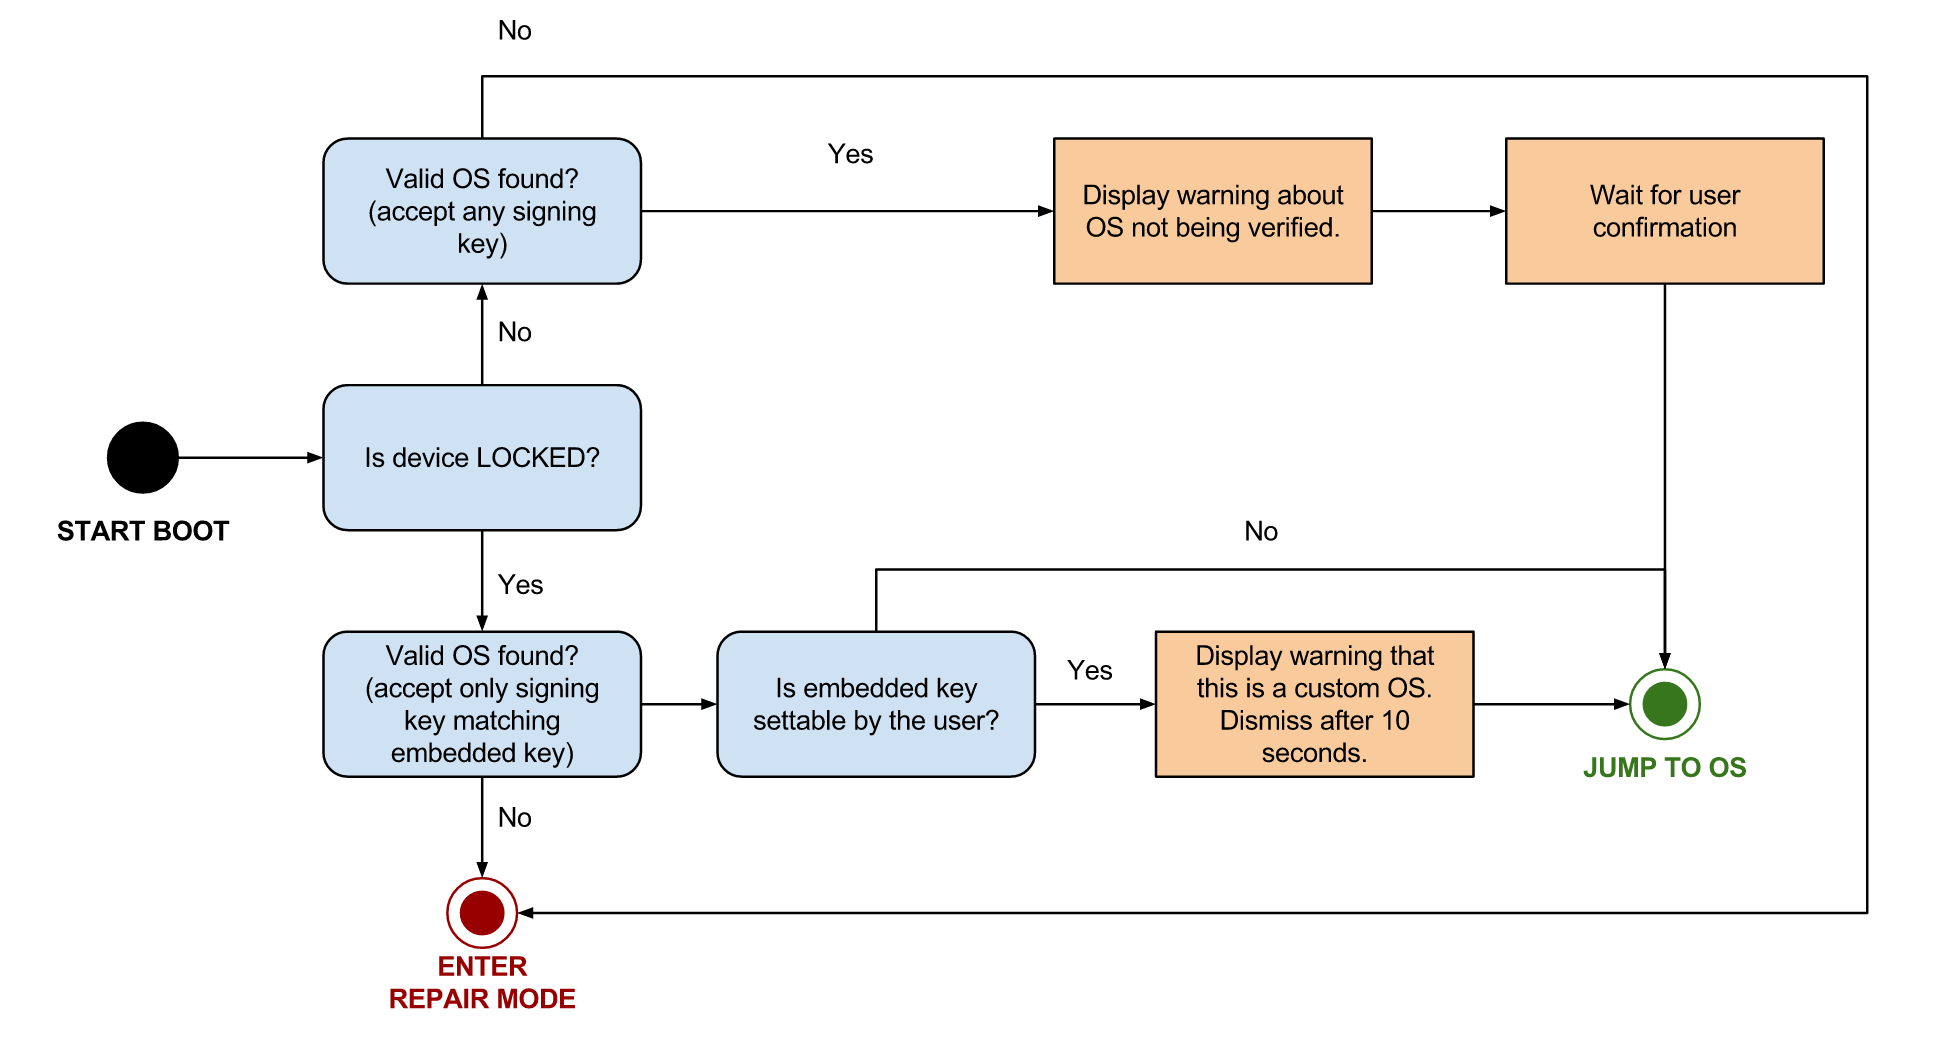 No
Valid OS found?
(accept any signing
key)
Yes
Display warning about
OS not being verified.
Wait for user
confirmation
No
Is device LOCKED?
START BOOT
Yes
No
Valid OS found?
(accept only signing
key matching
embedded key)
Is embedded key
settable by the user?
Yes
Display warning that
this is a custom OS.
Dismiss after 10
seconds.
JUMP TO OS
No
ENTER
REPAIR MODE